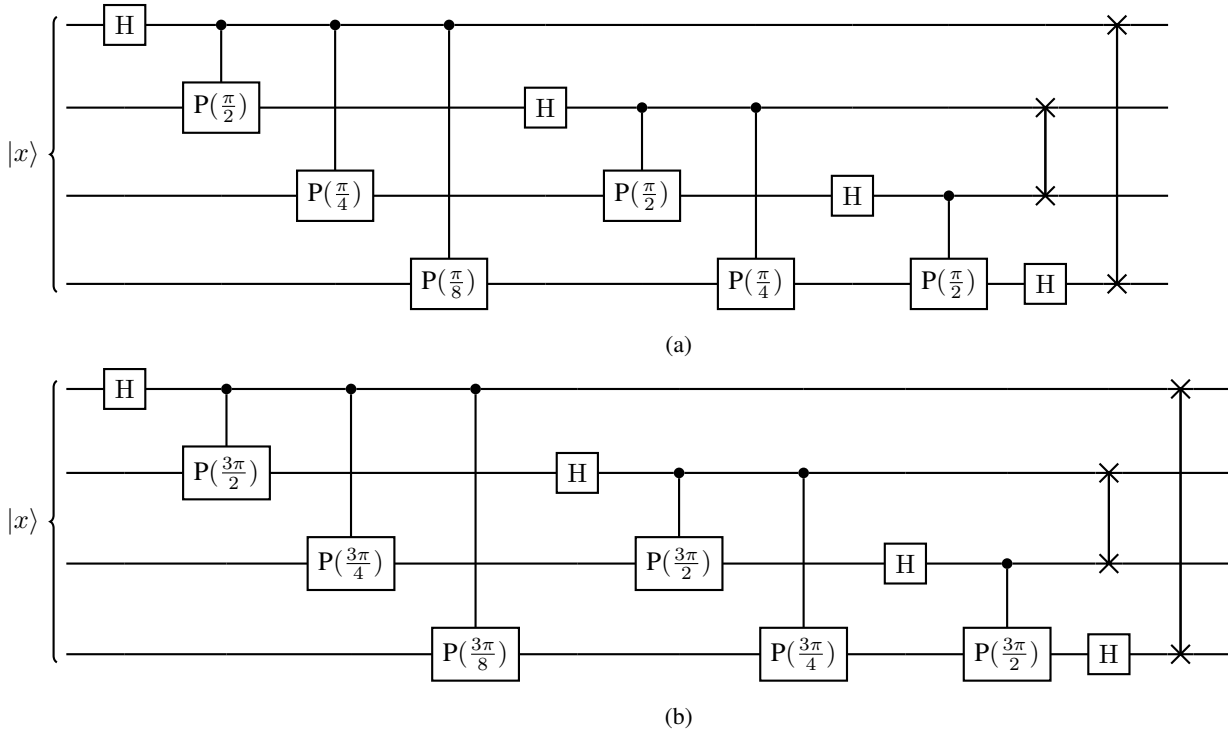 H
P(π/2)
H
|x⟩
P(π/4)
P(π/2)
H
P(π/8)
P(π/4)
P(π/2)
H
(a)
H
P(3π/2)
H
|x⟩
P(3π/4)
P(3π/2)
H
P(3π/8)
P(3π/4)
P(3π/2)
H
(b)